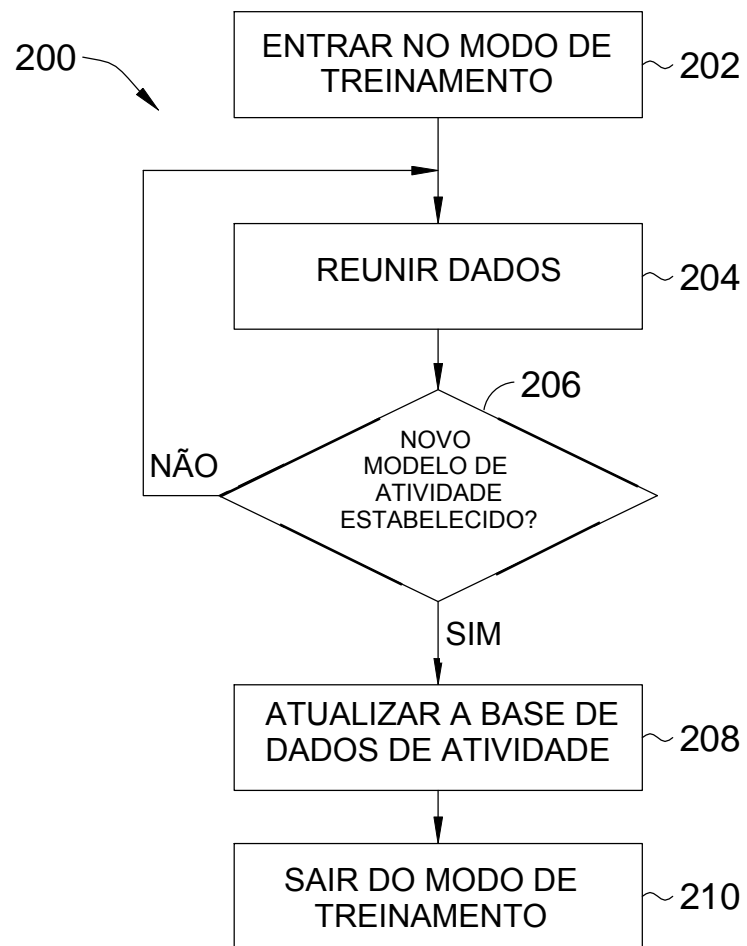 200
ENTRAR NO MODO DE
TREINAMENTO
202
REUNIR DADOS
204
206
NOVO
MODELO DE
ATIVIDADE
ESTABELECIDO?
NÃO
SIM
ATUALIZAR A BASE DE
DADOS DE ATIVIDADE
208
SAIR DO MODO DE
TREINAMENTO
210